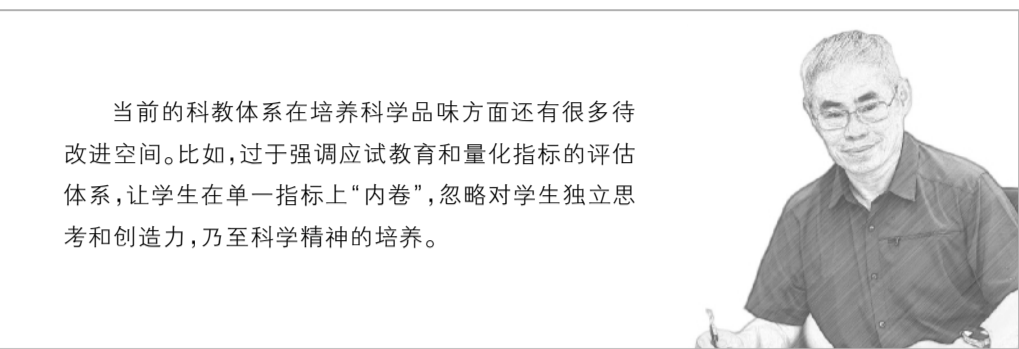 当前的科教体系在培养科学品味方面还有很多待
改进空间。比如,过于强调应试教育和量化指标的评估
体系,让学生在单一指标上“内卷”,忽略对学生独立思
考和创造力,乃至科学精神的培养。